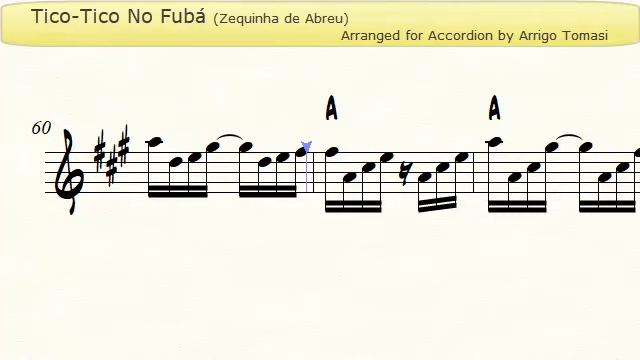 Tico-Tico No Fubá (Zequinha de Abreu)
Arranged for Accordion by Arrigo Tomasi
A A
60